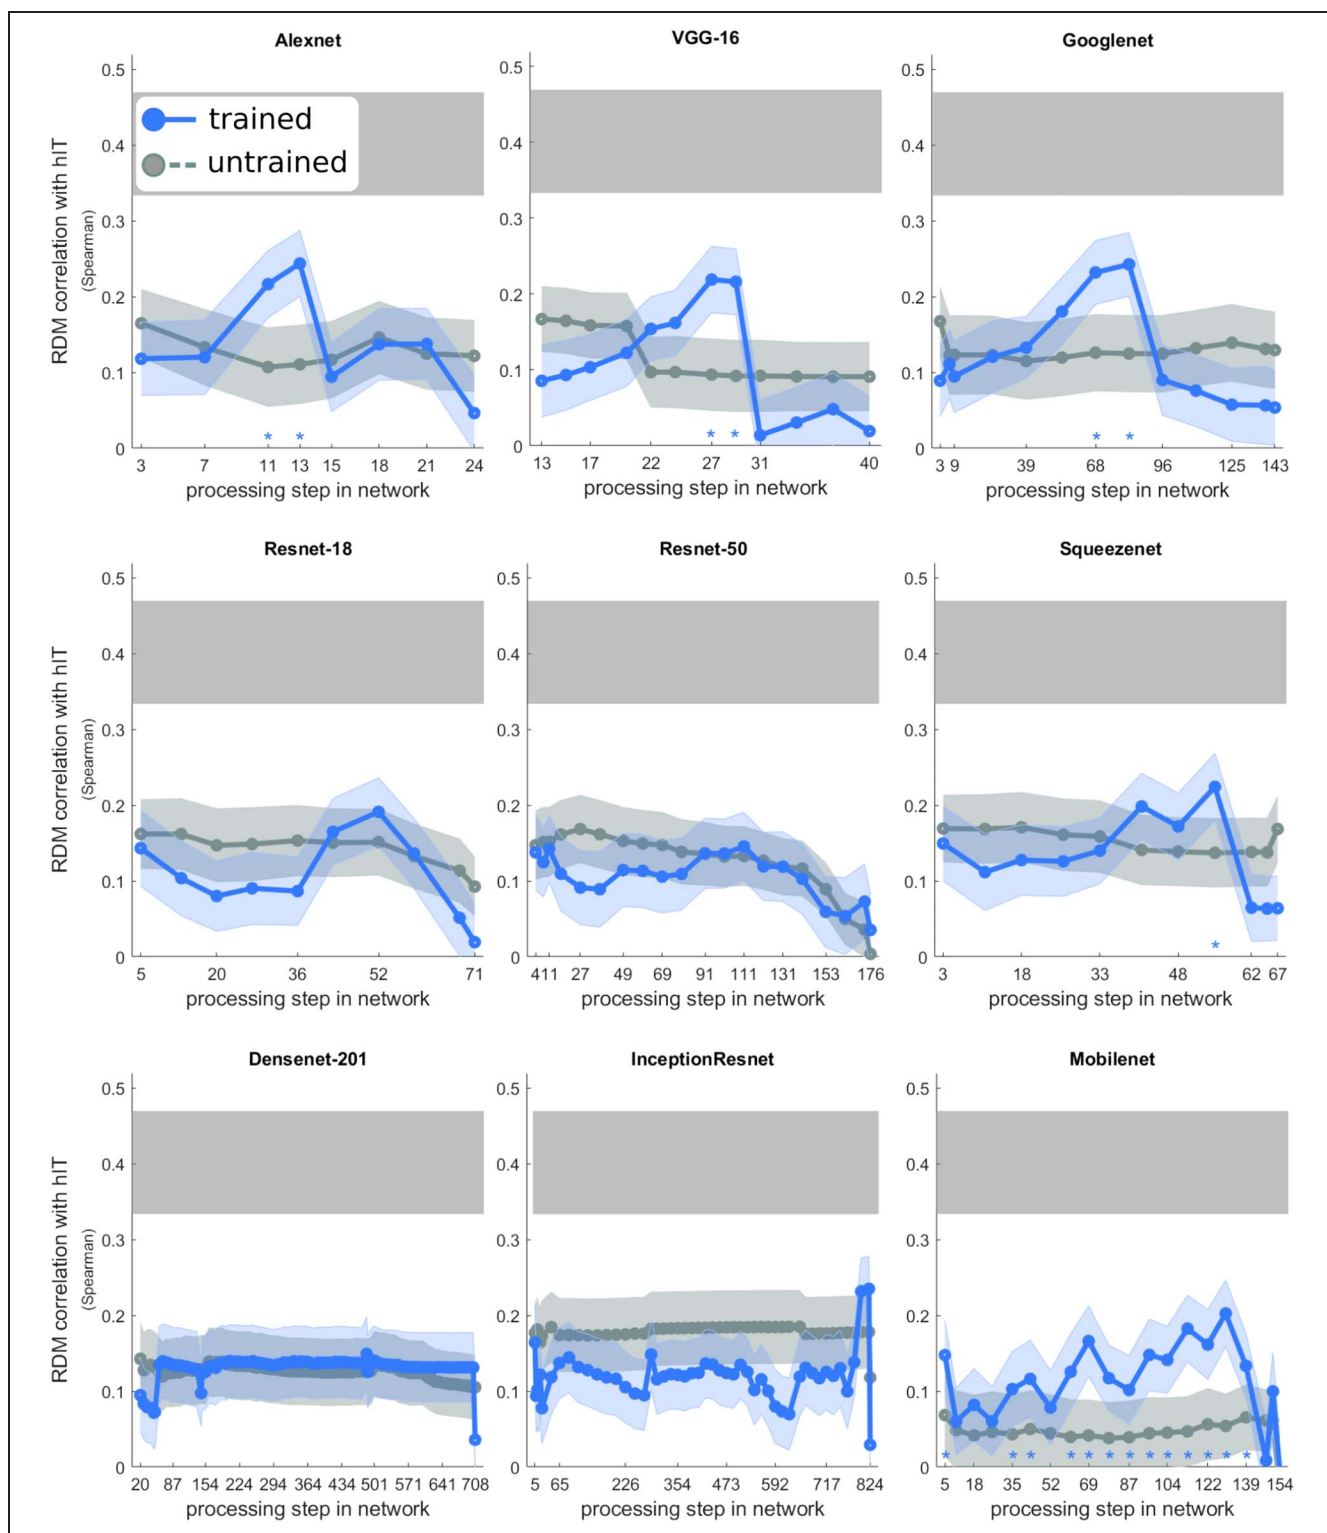 Alexnet VGG-16 Googlenet
RDM correlation with hIT
(Spearman)
trained
untrained
0.5 0.5 0.5
0.4 0.4 0.4
0.3 0.3 0.3
0.2 0.2 0.2
0.1 0.1 0.1
0 0 0
* * * * * *
3 7 11 13 15 18 21 24 13 17 22 27 31 40 3 9 39 68 96 125 143
processing step in network processing step in network processing step in network
Resnet-18 Resnet-50 Squeezenet
RDM correlation with hIT
(Spearman)
0.5 0.5 0.5
0.4 0.4 0.4
0.3 0.3 0.3
0.2 0.2 0.2
0.1 0.1 0.1
0 0 0
*
5 20 36 52 71 4 11 27 49 69 91 111 131 153 176 3 18 33 48 62 67
processing step in network processing step in network processing step in network
Densenet-201 InceptionResnet Mobilenet
RDM correlation with hIT
(Spearman)
0.5 0.5 0.5
0.4 0.4 0.4
0.3 0.3 0.3
0.2 0.2 0.2
0.1 0.1 0.1
0 0 0
* * * * * * * * * * * * *
20 87 154 224 294 364 434 501 571 641 708 5 65 226 354 473 592 717 824 5 18 35 52 69 87 104 122 139 154
processing step in network processing step in network processing step in network